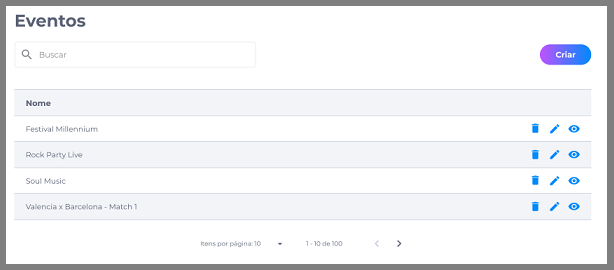 Eventos
Buscar
Criar
Nome
Festival Millennium
Rock Party Live
Soul Music
Valencia x Barcelona - Match 1
Itens por página: 10
1 - 10 de 100